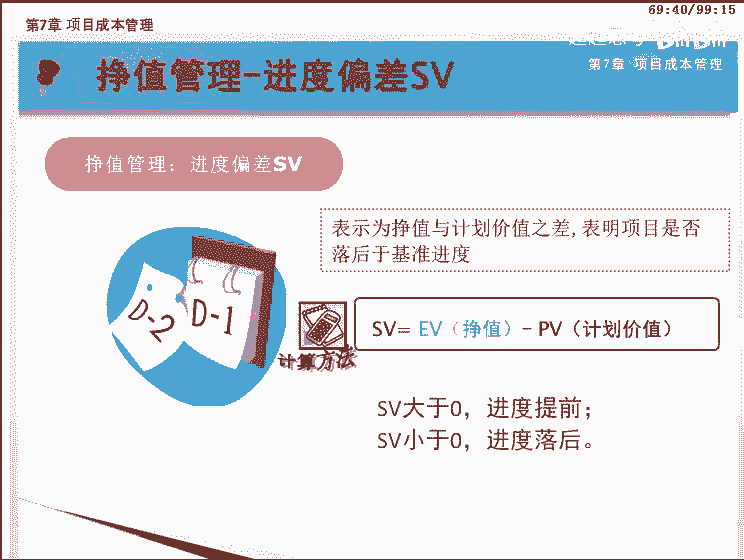 69:40/99:15
第7章 项目成本管理
第7章 项目成本管理
挣值管理-进度偏差SV
挣值管理：进度偏差SV
表示为挣值与计划价值之差,表明项目是否
落后于基准进度
D-2
D-1
SV= EV（挣值）- PV（计划价值）
计算方法
SV大于0，进度提前；
SV小于0，进度落后。